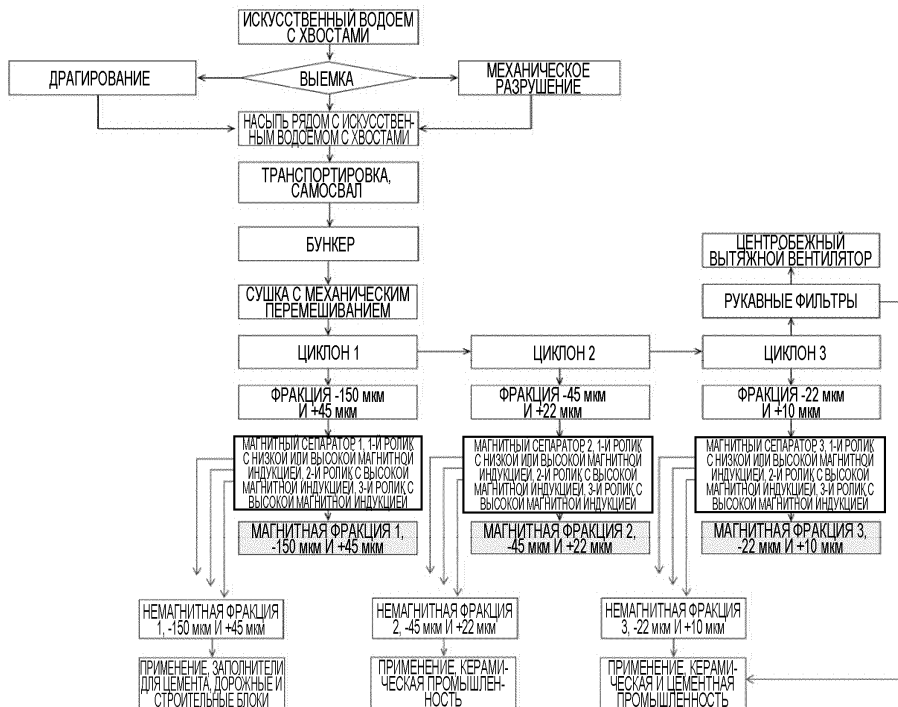 ИСКУССТВЕННЫЙ ВОДОЕМ
С ХВОСТАМИ
ДРАГИРОВАНИЕ
ВЫЕМКА
МЕХАНИЧЕСКОЕ
РАЗРУШЕНИЕ
НАСЫПЬ РЯДОМ С ИСКУССТВЕН-
НЫМ ВОДОЕМОМ С ХВОСТАМИ
ТРАНСПОРТИРОВКА,
САМОСВАЛ
БУНКЕР
ЦЕНТРОБЕЖНЫЙ
ВЫТЯЖНОЙ ВЕНТИЛЯТОР
СУШКА С МЕХАНИЧЕСКИМ
ПЕРЕМЕШИВАНИЕМ
РУКАВНЫЕ ФИЛЬТРЫ
ЦИКЛОН 1
ЦИКЛОН 2
ЦИКЛОН 3
ФРАКЦИЯ -150 мкм
И +45 мкм
ФРАКЦИЯ -45 мкм
И +22 мкм
ФРАКЦИЯ -22 мкм
И +10 мкм
МАГНИТНЫЙ СЕПАРАТОР 1, 1-Й РОЛИК
С НИЗКОЙ ИЛИ ВЫСОКОЙ МАГНИТНОЙ
ИНДУКЦИЕЙ, 2-Й РОЛИК С ВЫСОКОЙ
МАГНИТНОЙ ИНДУКЦИЕЙ, 3-Й РОЛИК С
ВЫСОКОЙ МАГНИТНОЙ ИНДУКЦИЕЙ
МАГНИТНЫЙ СЕПАРАТОР 2, 1-Й РОЛИК
С НИЗКОЙ ИЛИ ВЫСОКОЙ МАГНИТНОЙ
ИНДУКЦИЕЙ, 2-Й РОЛИК С ВЫСОКОЙ
МАГНИТНОЙ ИНДУКЦИЕЙ, 3-Й РОЛИК С
ВЫСОКОЙ МАГНИТНОЙ ИНДУКЦИЕЙ
МАГНИТНЫЙ СЕПАРАТОР 3, 1-Й РОЛИК
С НИЗКОЙ ИЛИ ВЫСОКОЙ МАГНИТНОЙ
ИНДУКЦИЕЙ, 2-Й РОЛИК С ВЫСОКОЙ
МАГНИТНОЙ ИНДУКЦИЕЙ, 3-Й РОЛИК С
ВЫСОКОЙ МАГНИТНОЙ ИНДУКЦИЕЙ
МАГНИТНАЯ ФРАКЦИЯ 1,
-150 мкм И +45 мкм
МАГНИТНАЯ ФРАКЦИЯ 2,
-45 мкм И +22 мкм
МАГНИТНАЯ ФРАКЦИЯ 3,
-22 мкм И +10 мкм
НЕМАГНИТНАЯ ФРАКЦИЯ
1, -150 мкм И +45 мкм
НЕМАГНИТНАЯ ФРАКЦИЯ
2, -45 мкм И +22 мкм
НЕМАГНИТНАЯ ФРАКЦИЯ
3, -22 мкм И +10 мкм
ПРИМЕНЕНИЕ, ЗАПОЛНИТЕЛИ
ДЛЯ ЦЕМЕНТА, ДОРОЖНЫЕ И
СТРОИТЕЛЬНЫЕ БЛОКИ
ПРИМЕНЕНИЕ, КЕРАМИ-
ЧЕСКАЯ ПРОМЫШЛЕН-
НОСТЬ
ПРИМЕНЕНИЕ, КЕРАМИ-
ЧЕСКАЯ И ЦЕМЕНТНАЯ
ПРОМЫШЛЕННОСТЬ